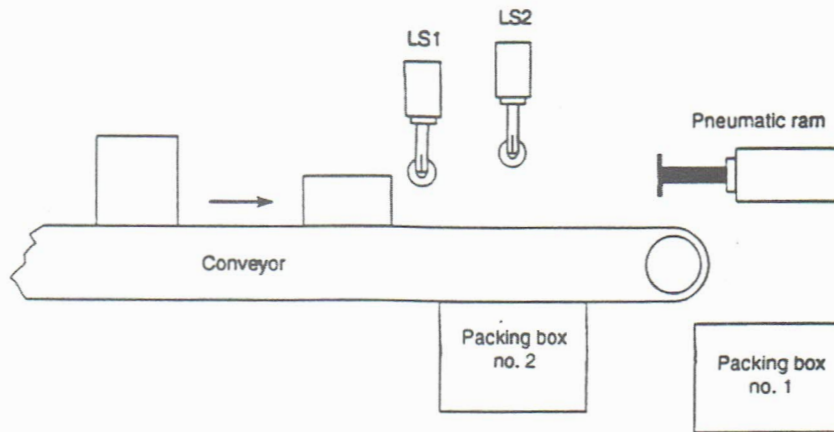 LS1
LS2
Pneumatic ram
Conveyor
Packing box
no. 2
Packing box
no. 1